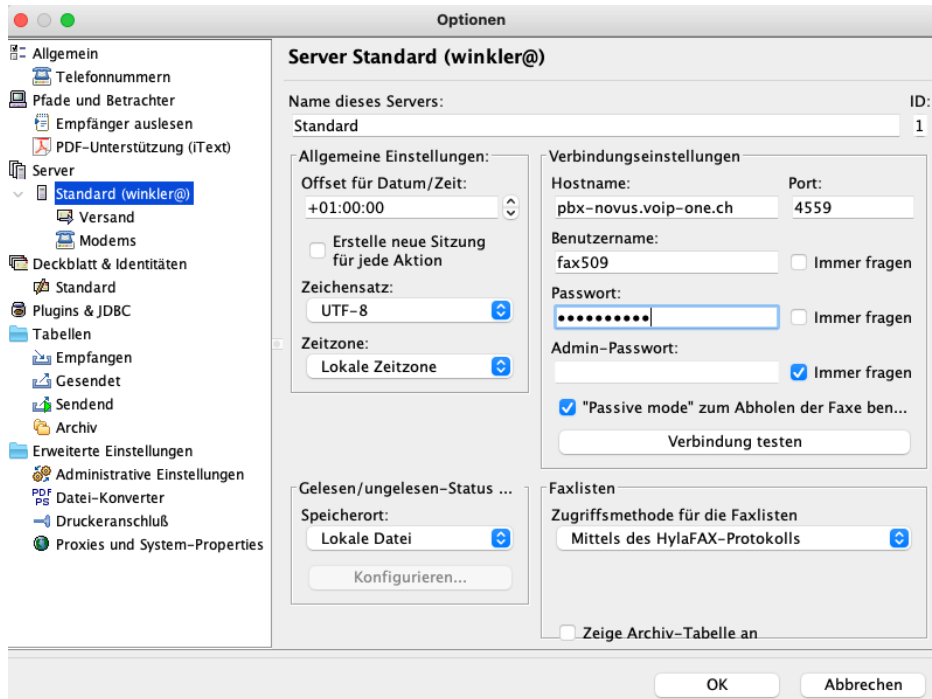 Optionen
Allgemein
Telefonnummern
Pfade und Betrachter
Empfänger auslesen
PDF-Unterstützung (iText)
Server
Standard (winkler@)
Versand
Modems
Deckblatt & Identitäten
Standard
Plugins & JDBC
Tabellen
Empfangen
Gesendet
Sendend
Archiv
Erweiterte Einstellungen
Administrative Einstellungen
PDF PS Datei-Konverter
Druckeranschluß
Proxies und System-Properties
Server Standard (winkler@)
Name dieses Servers:
ID:
Standard
1
Allgemeine Einstellungen:
Offset für Datum/Zeit:
+01:00:00
Erstelle neue Sitzung
für jede Aktion
Zeichensatz:
UTF-8
Zeitzone:
Lokale Zeitzone
Verbindungseinstellungen
Hostname:
Port:
pbx-novus.voip-one.ch
4559
Benutzername:
fax509
Immer fragen
Passwort:
••••••••••
Immer fragen
Admin-Passwort:
Immer fragen
"Passive mode" zum Abholen der Faxe ben...
Verbindung testen
Gelesen/ungelesen-Status ...
Speicherort:
Lokale Datei
Konfigurieren...
Faxlisten
Zugriffsmethode für die Faxlisten
Mittels des HylaFAX-Protokolls
Zeige Archiv-Tabelle an
OK
Abbrechen